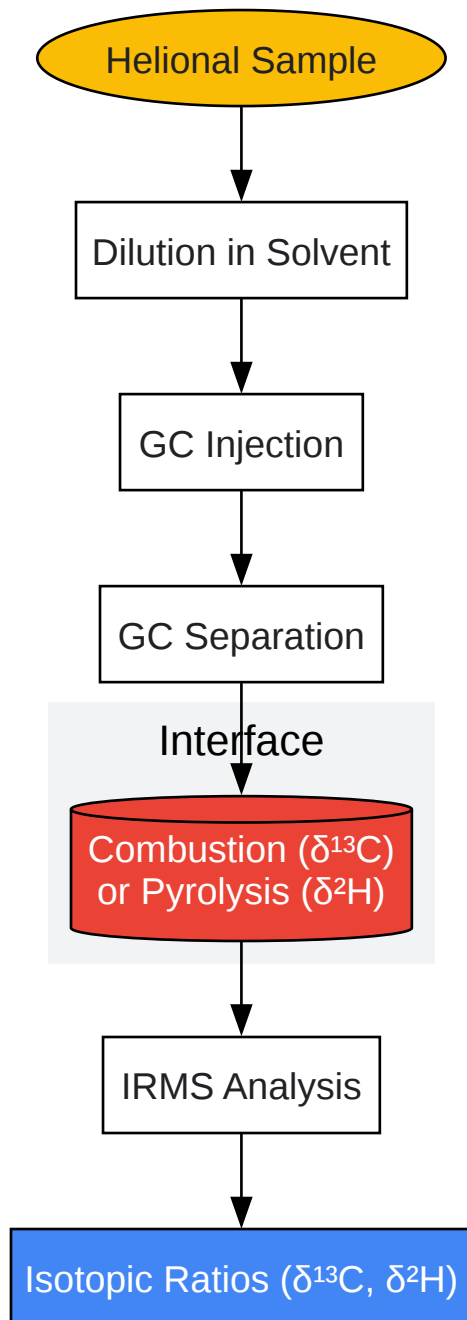 Helional Sample
Dilution in Solvent
GC Injection
GC Separation
Interface
Combustion (δ¹³C)
or Pyrolysis (δ²H)
IRMS Analysis
Isotopic Ratios (δ¹³C, δ²H)